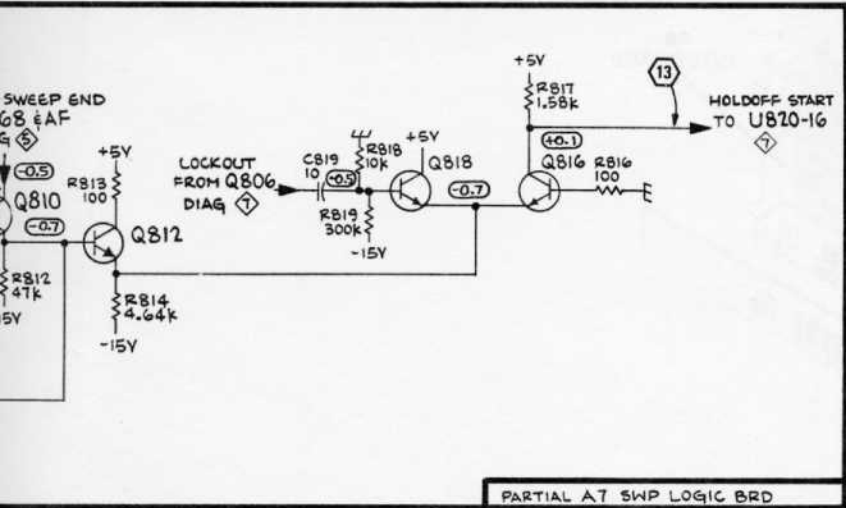 SWEEP END
68 & AF
5
-0.5
+5V
R813
100
Q810
-0.7
Q812
R812
47K
R814
4.64K
-15V
LOCKOUT
FROM Q806
DIAG 7
C819
10
-0.5
R818
10K
+5V
Q818
R819
300K
-15V
-0.7
+5V
R817
1.58K
13
HOLDOFF START
TO U820-16
7
+0.1
Q816
R816
100
PARTIAL A7 SWP LOGIC BRD